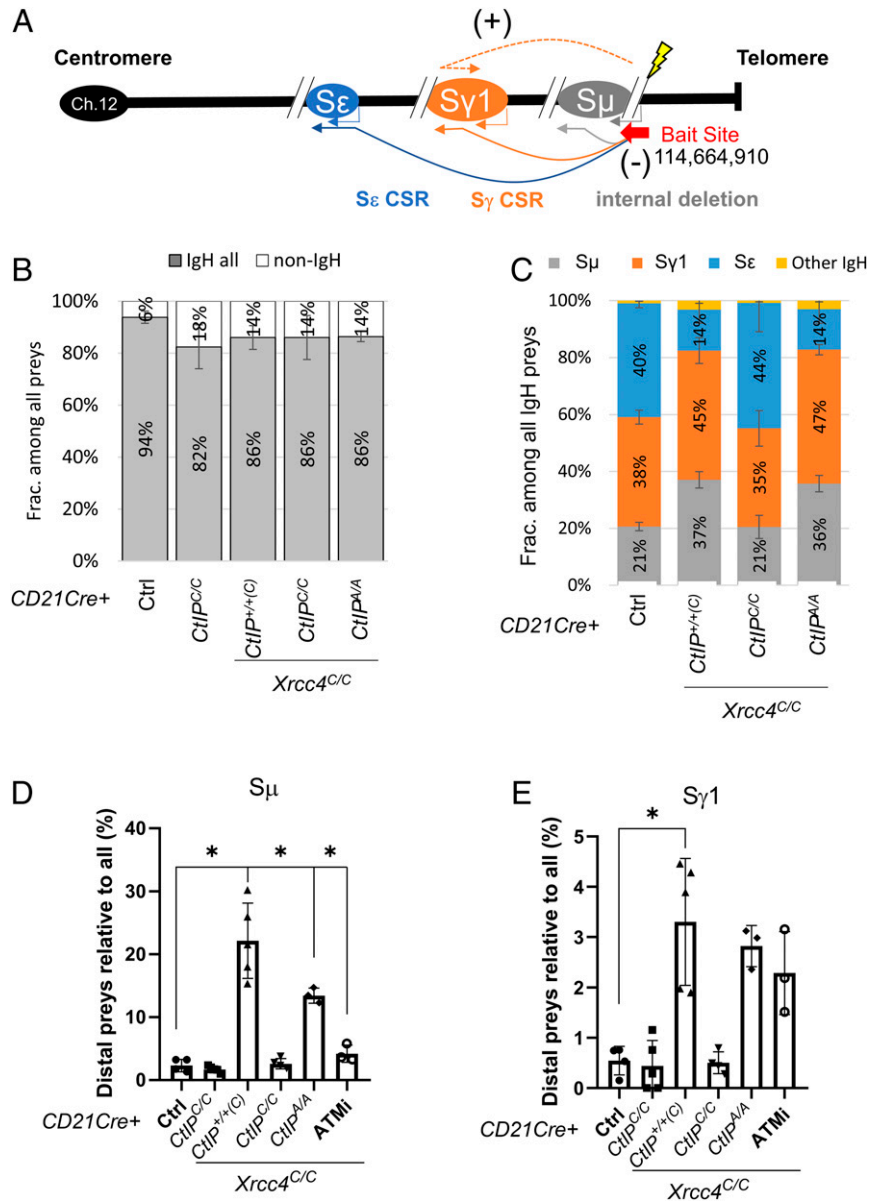 A
(+)
Centromere
Telomere
Ch.12
Sε
Sγ1
Sμ
Bait Site
(-) 114,664,910
Sε CSR
Sγ CSR
internal deletion
B
IgH all
non-IgH
Frac. among all preys
100%
80%
60%
40%
20%
0%
6%
18%
14%
14%
14%
94%
82%
86%
86%
86%
CD21Cre+
Ctrl
CtIP^C/C
CtIP^+/+(C)
CtIP^C/C
CtIP^A/A
Xrcc4^C/C
C
Sμ
Sγ1
Sε
Other IgH
Frac. among all IgH preys
100%
80%
60%
40%
20%
0%
40%
14%
44%
14%
38%
45%
35%
47%
21%
37%
21%
36%
CD21Cre+
Ctrl
CtIP^+/+(C)
CtIP^C/C
CtIP^A/A
Xrcc4^C/C
D
Sμ
Distal preys relative to all (%)
40
30
20
10
0
*
*
*
CD21Cre+
Ctrl
CtIP^C/C
CtIP^+/+(C)
CtIP^C/C
CtIP^A/A
ATMi
Xrcc4^C/C
E
Sγ1
Distal preys relative to all (%)
5
4
3
2
1
0
*
CD21Cre+
Ctrl
CtIP^C/C
CtIP^+/+(C)
CtIP^C/C
CtIP^A/A
ATMi
Xrcc4^C/C